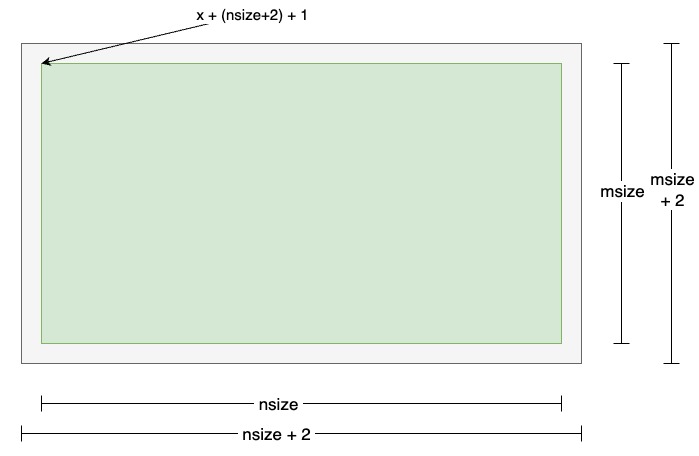 x + (nsize+2) + 1
msize
msize
+ 2
nsize
nsize + 2